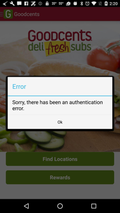 2:20
Goodcents
Goodcents
deli fresh subs
Error
Sorry, there has been an authentication
error.
Ok
Find Locations
Rewards